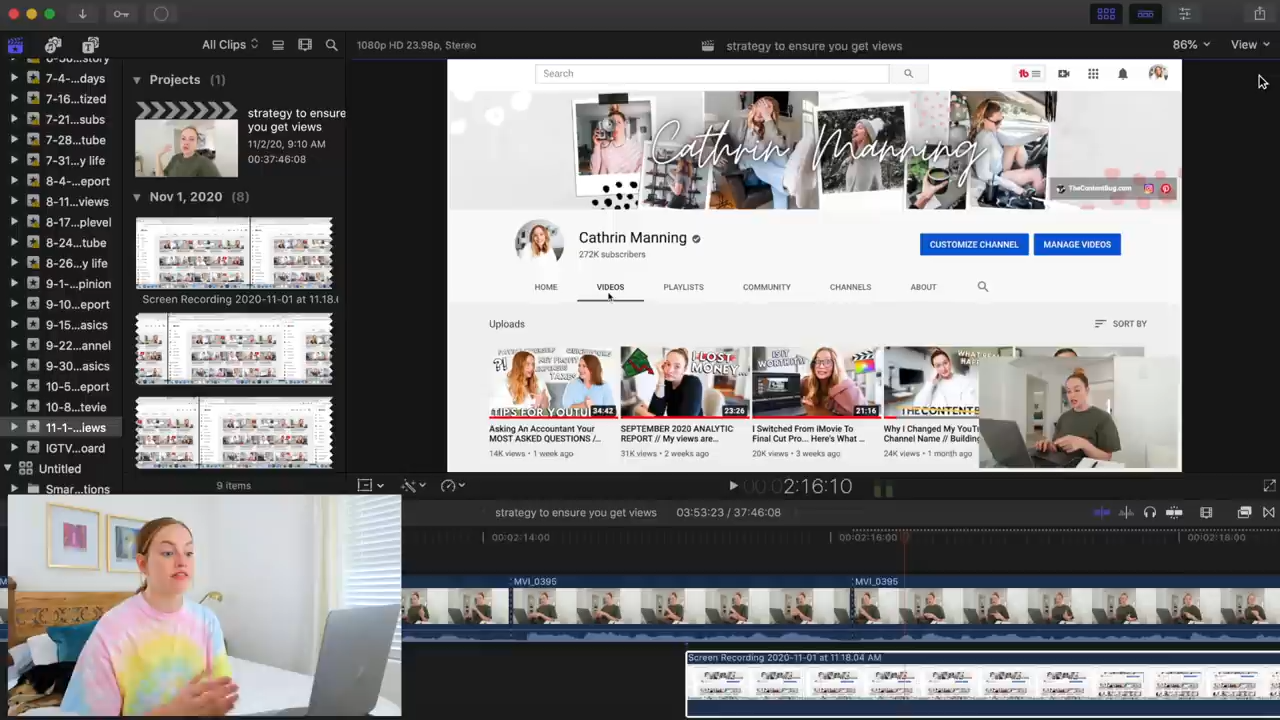 All Clips
1080p HD 23.98p, Stereo
strategy to ensure you get views
86%
View
7-4-...days
7-16...tized
7-21...subs
7-28...tube
7-31...y life
8-4-...eport
8-11...views
8-17...plevel
8-24...tube
8-26...y life
9-1-...pinion
9-10...port
9-15...asics
9-22...
9-30...
10-5...eport
10-8...tevia
11-1-...iews
Untitled
Smar...tions
Projects (1)
strategy to ensure
you get views
11/2/20, 9:10 AM
00:37:46:08
Nov 1, 2020 (8)
Screen Recording 2020-11-01 at 11.18.
9 items
Search
Cathrin Manning
TheContentBug.com
Cathrin Manning
272K subscribers
CUSTOMIZE CHANNEL
MANAGE VIDEOS
HOME
VIDEOS
PLAYLISTS
COMMUNITY
CHANNELS
ABOUT
Uploads
SORT BY
TIPS FOR YOUTU
34:42
I LOST
MONEY...
23:26
IS IT
WORTH IT?
21:16
THE CONTENT B
Asking An Accountant Your
MOST ASKED QUESTIONS /...
14K views • 1 week ago
SEPTEMBER 2020 ANALYTIC
REPORT // My views are...
31K views • 2 weeks ago
I Switched From iMovie To
Final Cut Pro... Here's What ...
20K views • 3 weeks ago
Why I Changed My YouTu
Channel Name // Building
24K views • 1 month ago
00:00:2:16:10
strategy to ensure you get views
03:53:23 / 37:46:08
00:02:14:00
00:02:16:00
00:02:18:00
MVI_0395
MVI_0395
Screen Recording 2020-11-01 at 11.18.04 AM